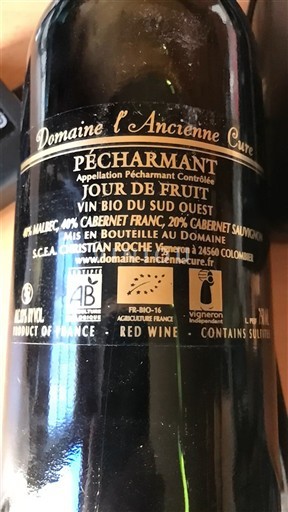 Domaine l'Ancienne Cure
PÉCHARMANT
Appellation Pécharmant Contrôlée
JOUR DE FRUIT
VIN BIO DU SUD OUEST
40% MALBEC, 40% CABERNET FRANC, 20% CABERNET SAUVIGNON
MIS EN BOUTEILLE AU DOMAINE
S.C.E.A. CHRISTIAN ROCHE Vigneron à 24560 COLOMBIER
www.domaine-anciennecure.fr
AB
FR-BIO-16
AGRICULTURE FRANCE
vigneron
indépendant
PRODUCT OF FRANCE - RED WINE - CONTAINS